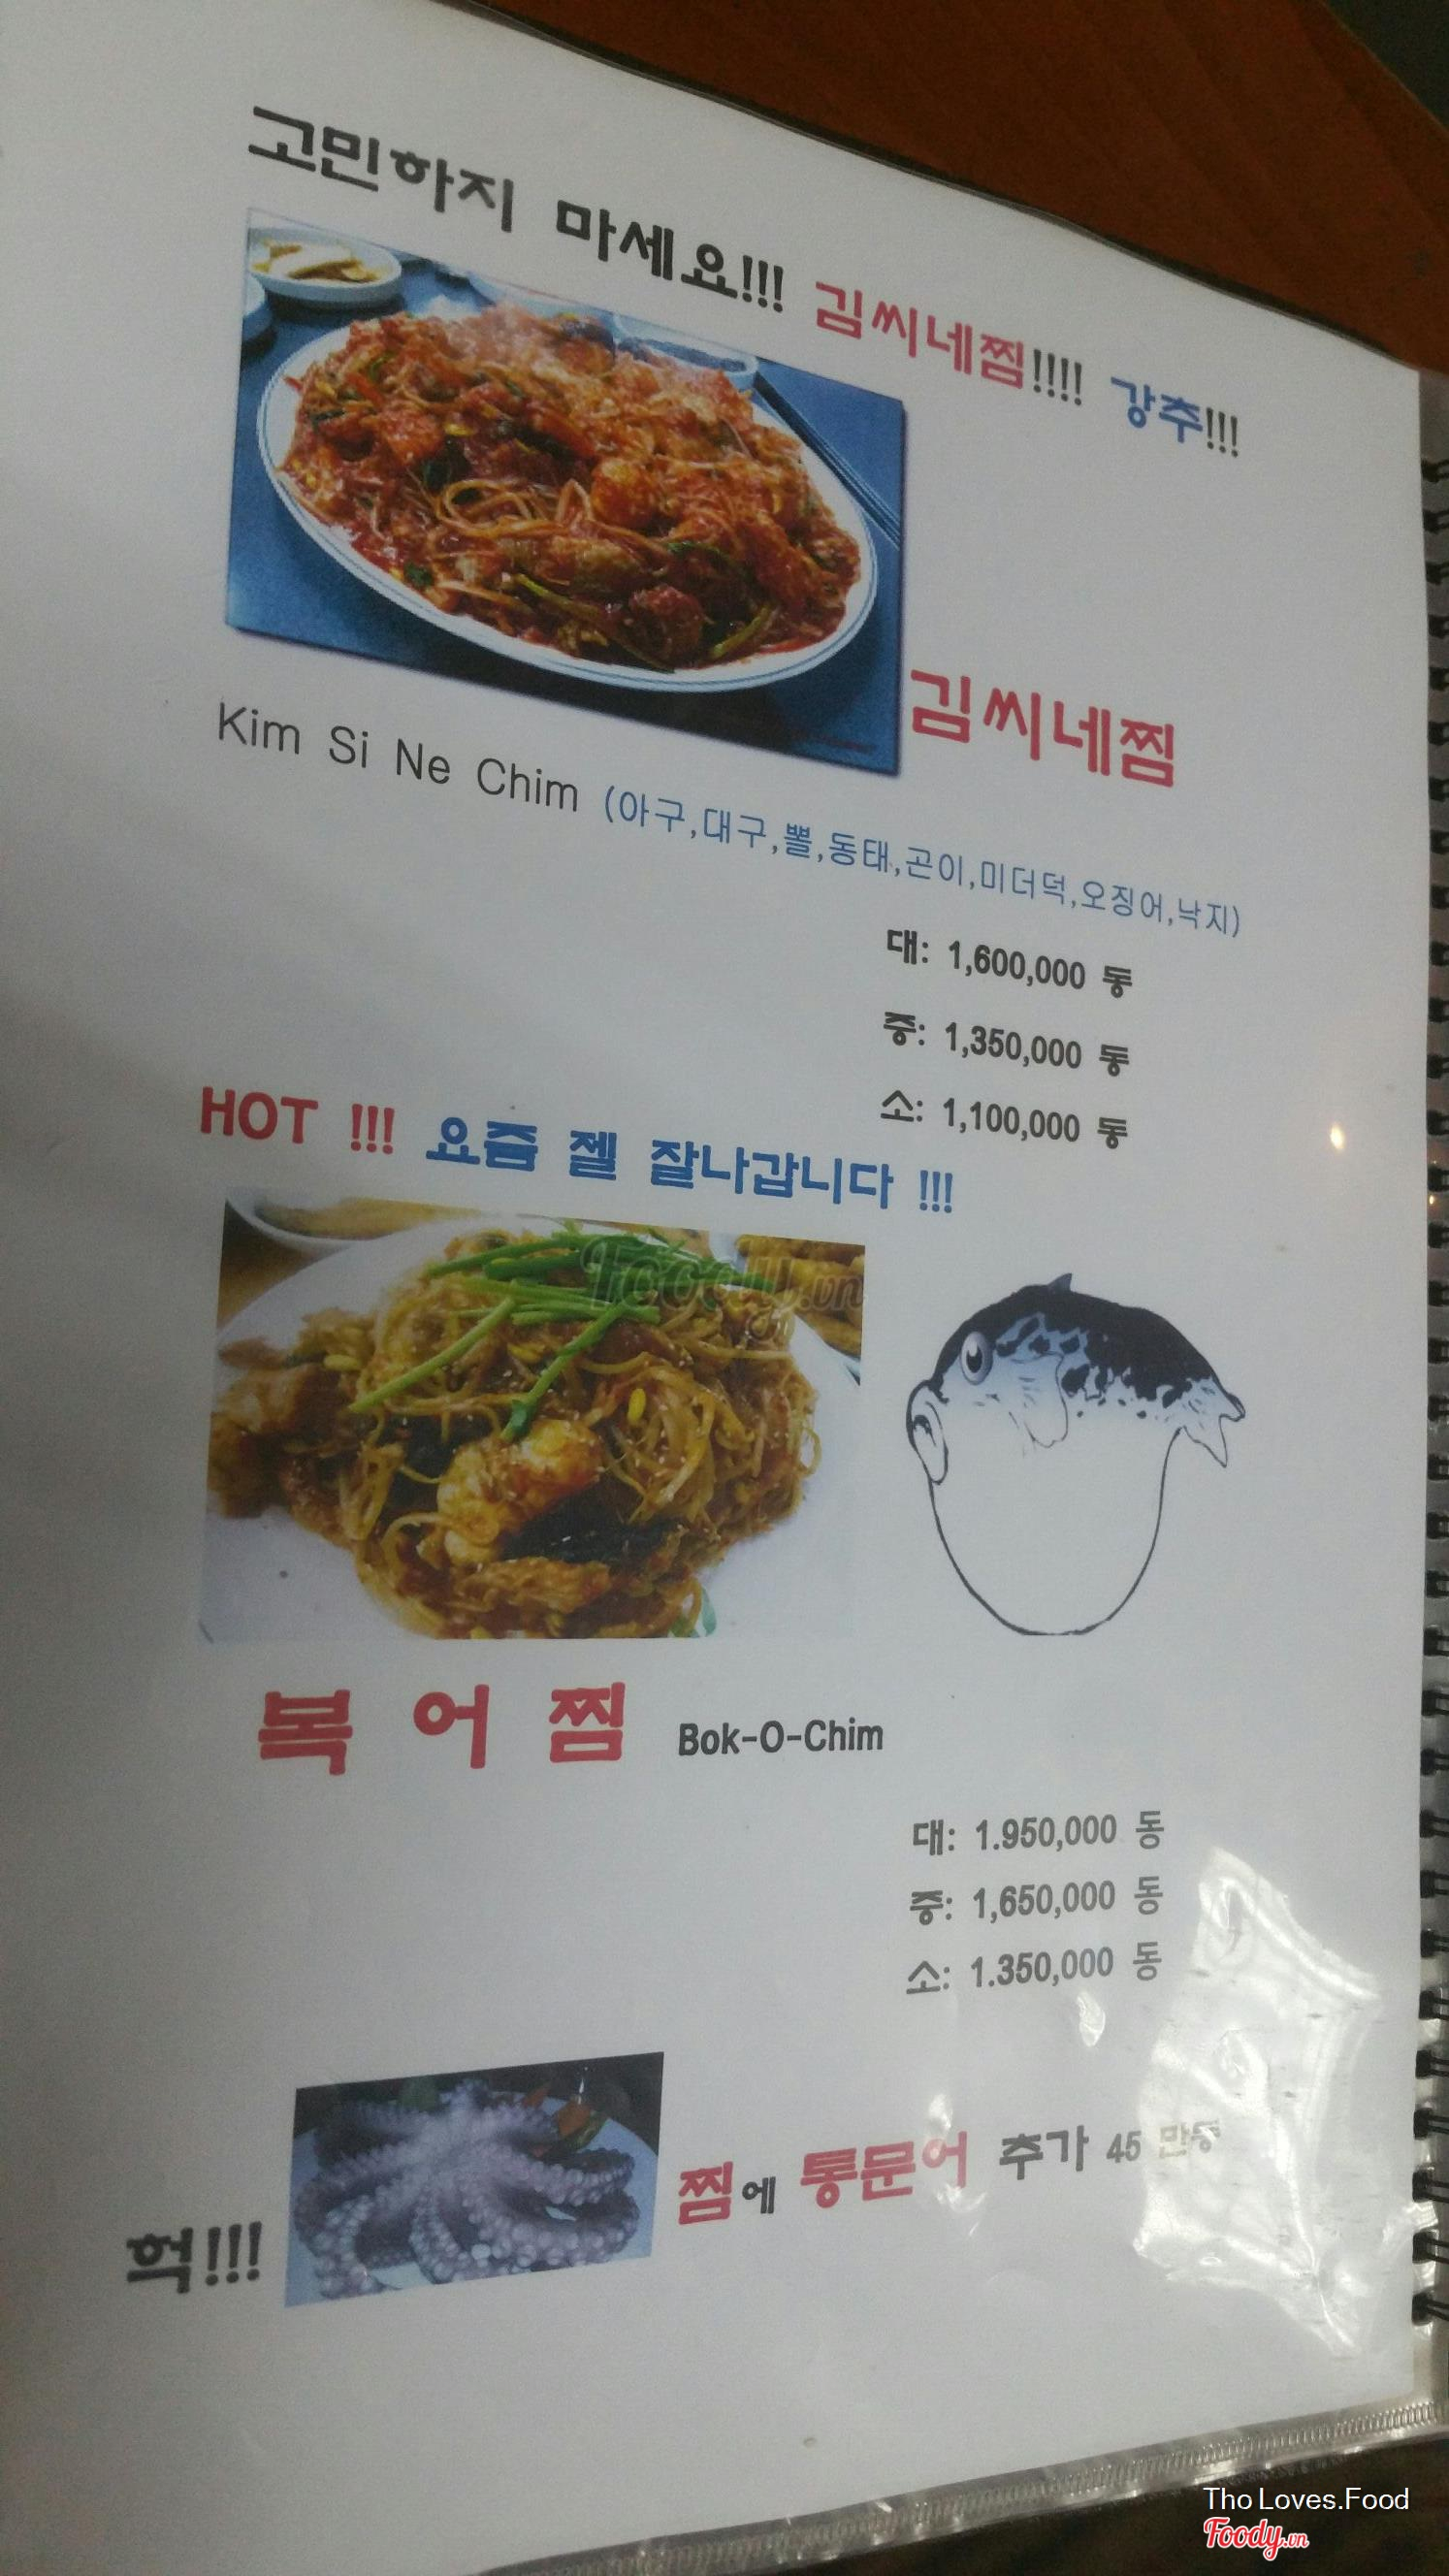 고민하지 마세요!!! 김씨네찜!!!! 강추!!!
김씨네찜
Kim Si Ne Chim (아구,대구,뽈,동태,곤이,미더덕,오징어,낙지)
대: 1,600,000 동
중: 1,350,000 동
소: 1,100,000 동
HOT !!! 요즘 젤 잘나갑니다 !!!
Foody.vn
복 어 찜 Bok-O-Chim
대: 1.950,000 동
중: 1,650,000 동
소: 1.350,000 동
헉!!! 찜에 통문어 추가 45 만동
Tho Loves.Food
Foody.vn